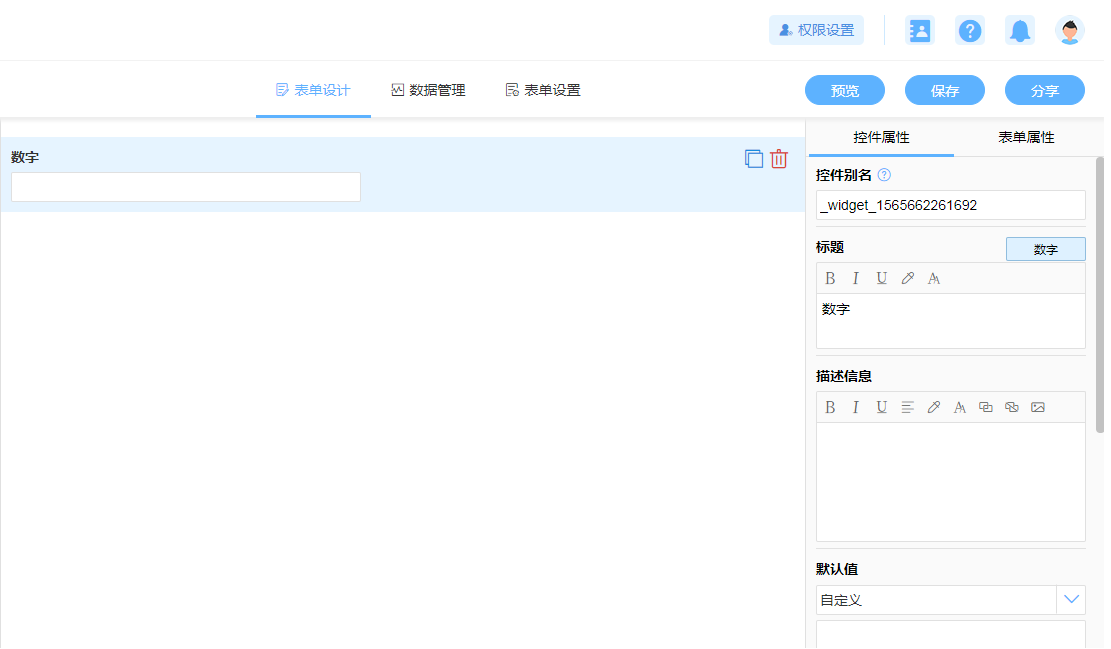 权限设置
表单设计 数据管理 表单设置
预览 保存 分享
数字
控件属性 表单属性
控件别名
_widget_1565662261692
标题 数字
B I U A
数字
描述信息
B I U A
默认值
自定义